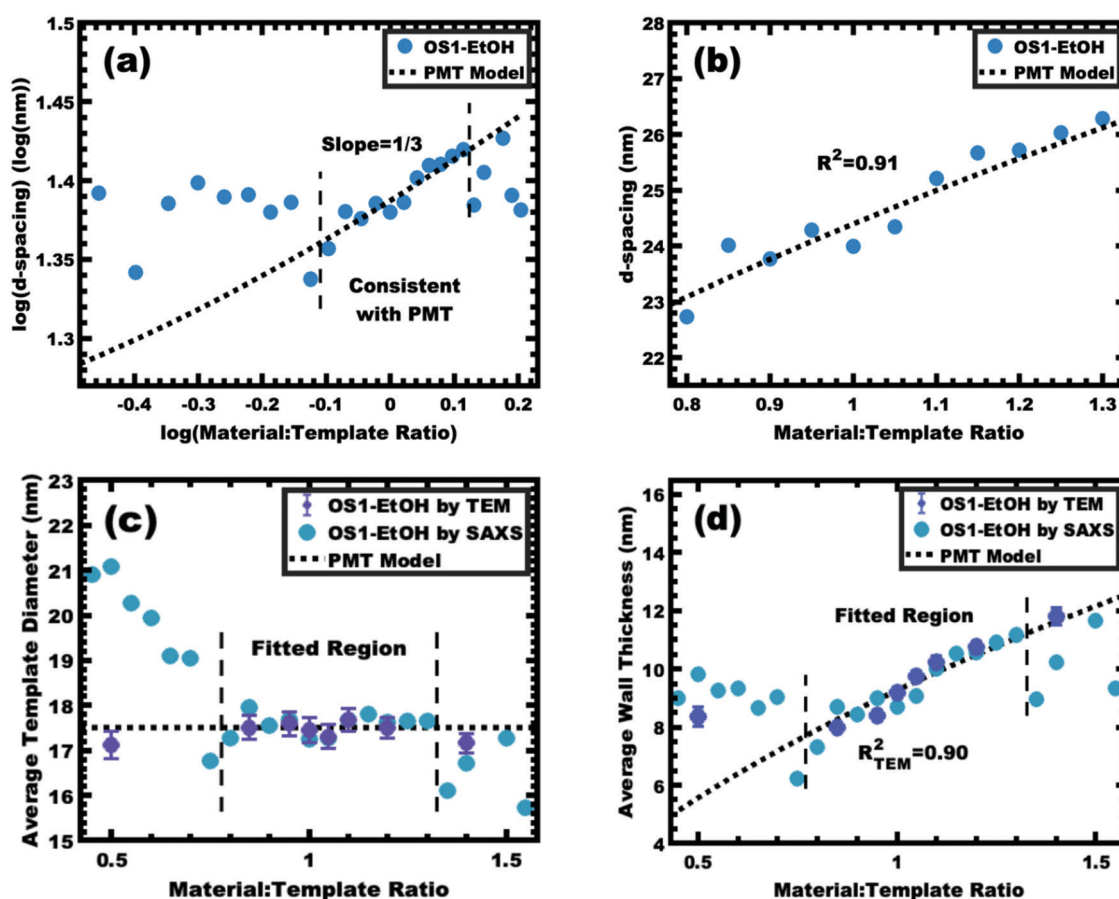 (a)
OS1-EtOH
PMT Model
Slope=1/3
Consistent
with PMT
log(d-spacing) (log(nm))
1.5
1.45
1.4
1.35
1.3
-0.4 -0.3 -0.2 -0.1 0 0.1 0.2
log(Material:Template Ratio)
(b)
OS1-EtOH
PMT Model
R²=0.91
d-spacing (nm)
28
27
26
25
24
23
22
0.8 0.9 1 1.1 1.2 1.3
Material:Template Ratio
(c)
OS1-EtOH by TEM
OS1-EtOH by SAXS
PMT Model
Fitted Region
Average Template Diameter (nm)
23
22
21
20
19
18
17
16
15
0.5 1 1.5
Material:Template Ratio
(d)
OS1-EtOH by TEM
OS1-EtOH by SAXS
PMT Model
Fitted Region
R²TEM=0.90
Average Wall Thickness (nm)
16
14
12
10
8
6
4
0.5 1 1.5
Material:Template Ratio